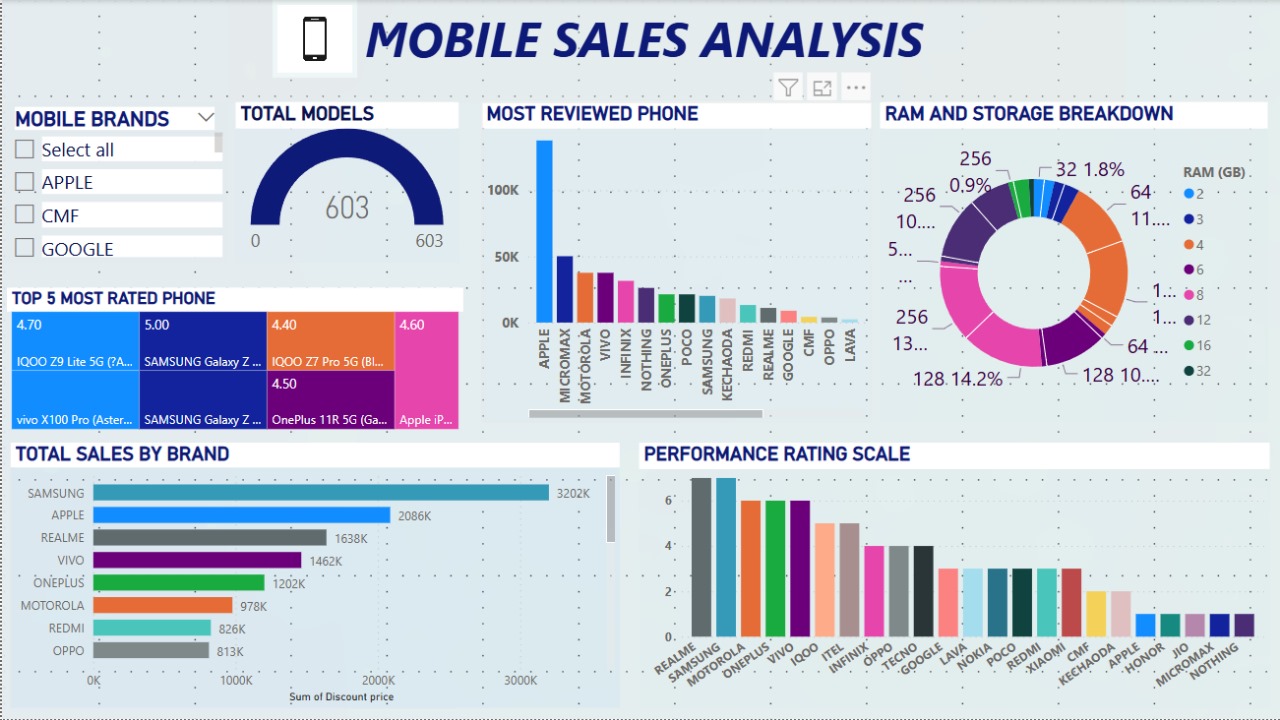 MOBILE SALES ANALYSIS
MOBILE BRANDS
Select all
APPLE
CMF
GOOGLE
TOTAL MODELS
603
0
603
MOST REVIEWED PHONE
100K
50K
0K
APPLE
MICROMAX
MOTOROLA
VIVO
INFINIX
NOTHING
ONEPLUS
POCO
SAMSUNG
KECHAODA
REDMI
REALME
GOOGLE
CMF
OPPO
LAVA
RAM AND STORAGE BREAKDOWN
256
0.9%
32 1.8%
64
11....
256
10....
5...
...
1...
1...
256
13...
64 ...
128 14.2%
128 10....
RAM (GB)
2
3
4
6
8
12
16
32
TOP 5 MOST RATED PHONE
4.70
IQOO Z9 Lite 5G (?A...
vivo X100 Pro (Aster...
5.00
SAMSUNG Galaxy Z ...
SAMSUNG Galaxy Z ...
4.40
IQOO Z7 Pro 5G (Bl...
4.50
OnePlus 11R 5G (Ga...
4.60
Apple iP...
TOTAL SALES BY BRAND
SAMSUNG 3202K
APPLE 2086K
REALME 1638K
VIVO 1462K
ONEPLUS 1202K
MOTOROLA 978K
REDMI 826K
OPPO 813K
0K 1000K 2000K 3000K
Sum of Discount price
PERFORMANCE RATING SCALE
6
4
2
0
REALME
SAMSUNG
MOTOROLA
ONEPLUS
VIVO
IQOO
ITEL
INFINIX
OPPO
TECNO
GOOGLE
LAVA
NOKIA
POCO
REDMI
XIAOMI
CMF
KECHAODA
APPLE
HONOR
JIO
MICROMAX
NOTHING